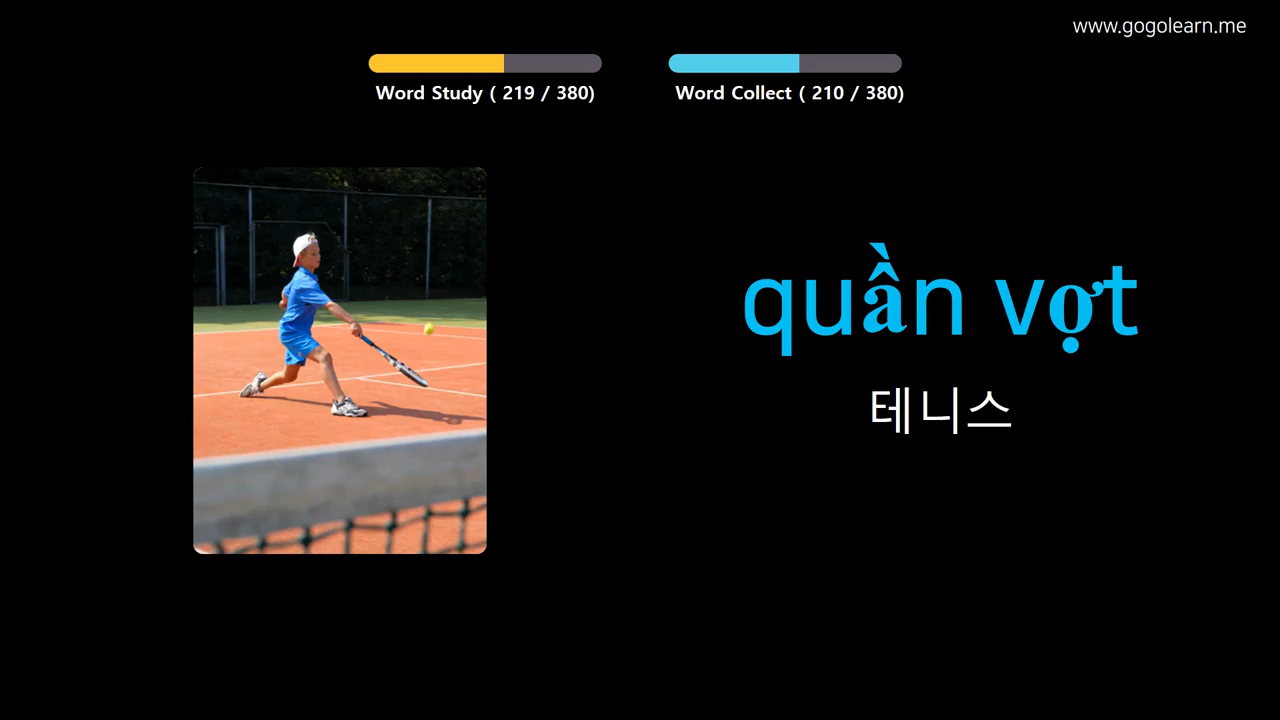 www.gogolearn.me
Word Study ( 219 / 380)
Word Collect ( 210 / 380)
quần vợt
테니스